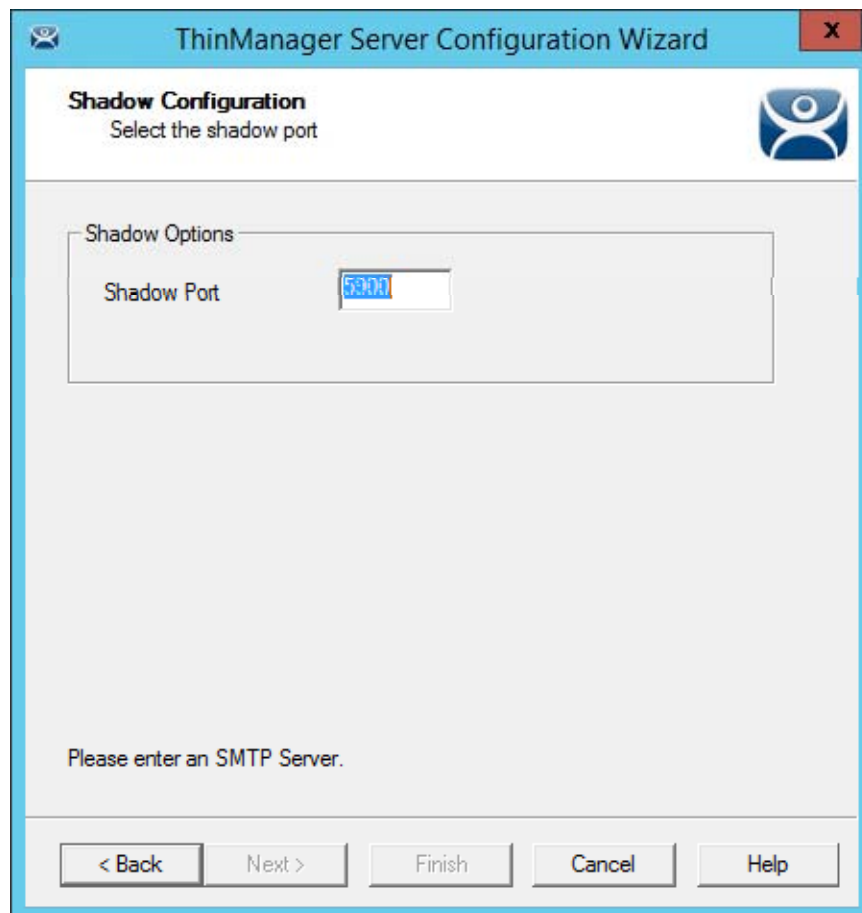 ThinManager Server Configuration Wizard
x
Shadow Configuration
Select the shadow port
Shadow Options
Shadow Port 5900
Please enter an SMTP Server.
< Back Next > Finish Cancel Help